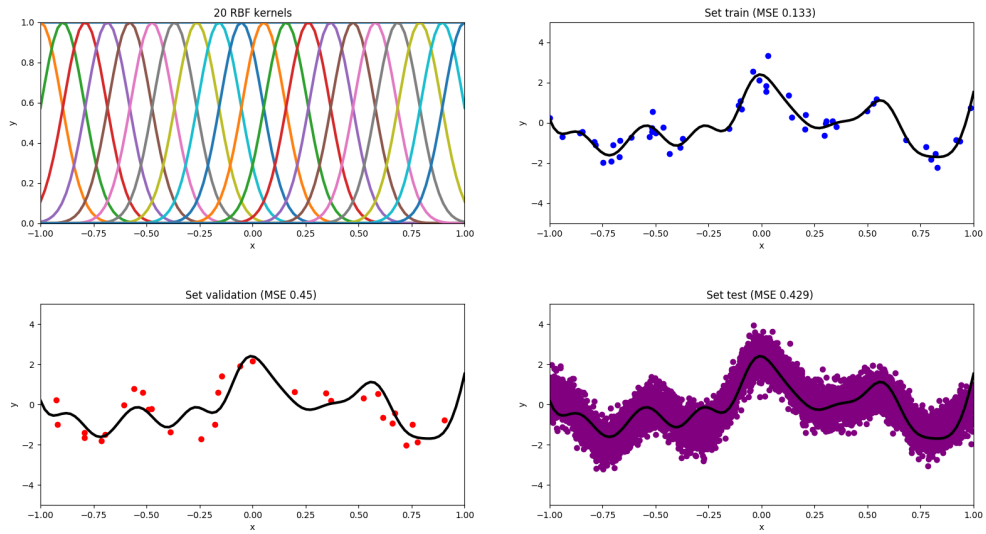 20 RBF kernels
1.0
0.8
0.6
0.4
0.2
0.0
y
−1.00 −0.75 −0.50 −0.25 0.00 0.25 0.50 0.75 1.00
x
Set train (MSE 0.133)
4
2
0
−2
−4
y
−1.00 −0.75 −0.50 −0.25 0.00 0.25 0.50 0.75 1.00
x
Set validation (MSE 0.45)
4
2
0
−2
−4
y
−1.00 −0.75 −0.50 −0.25 0.00 0.25 0.50 0.75 1.00
x
Set test (MSE 0.429)
4
2
0
−2
−4
y
−1.00 −0.75 −0.50 −0.25 0.00 0.25 0.50 0.75 1.00
x